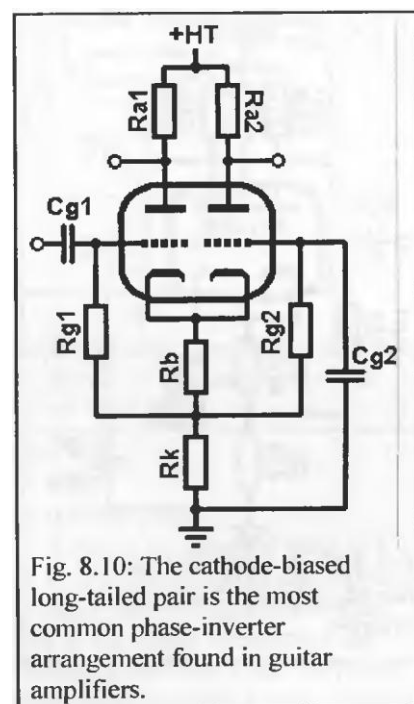 +HT
Ra1
Ra2
Cg1
Rg1
Rb
Rg2
Cg2
Rk
Fig. 8.10: The cathode-biased
long-tailed pair is the most
common phase-inverter
arrangement found in guitar
amplifiers.